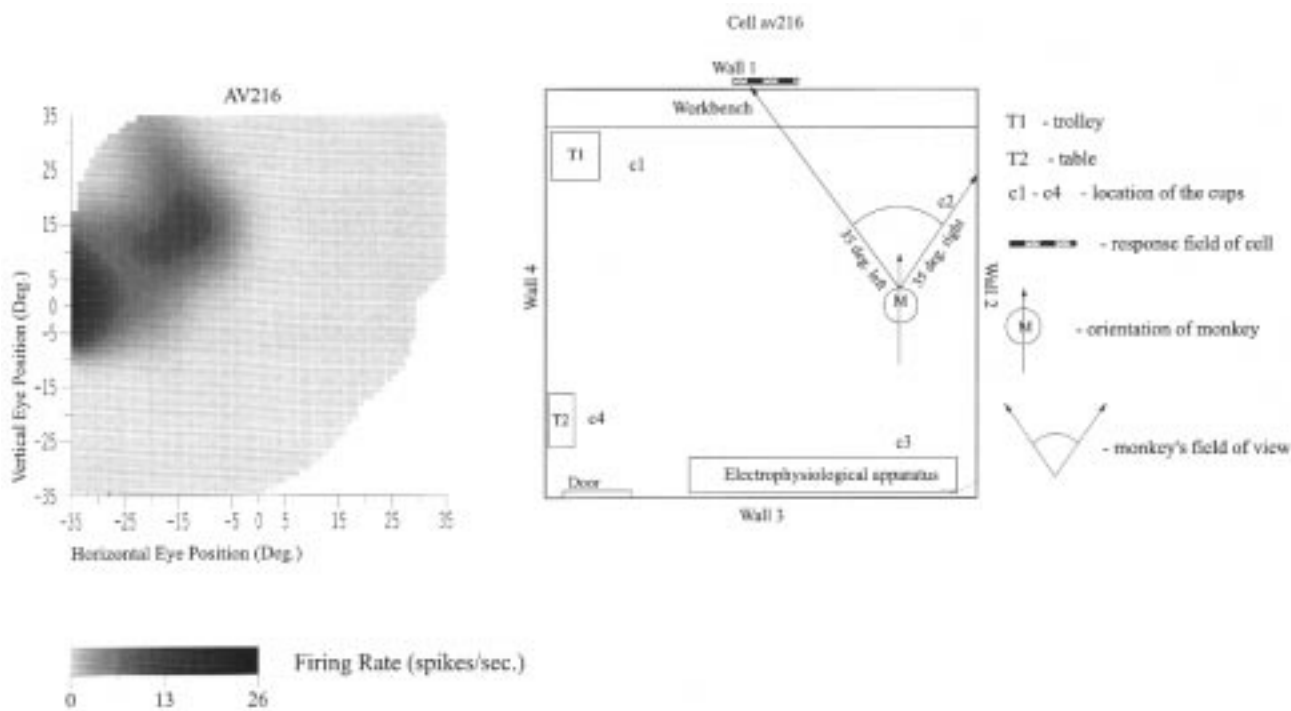 Cell av216
AV216
35
25
15
5
0
-5
-15
-25
-35
Vertical Eye Position (Deg.)
-35 -25 -15 -5 0 5 15 25 35
Horizontal Eye Position (Deg.)
Firing Rate (spikes/sec.)
0 13 26
Wall 1
Workbench
T1
c1
c2
35 deg. left
35 deg. right
M
Wall 4
Wall 2
T2
c4
c3
Electrophysiological apparatus
Door
Wall 3
T1 - trolley
T2 - table
c1 - c4 - location of the cups
- response field of cell
M
- orientation of monkey
- monkey's field of view